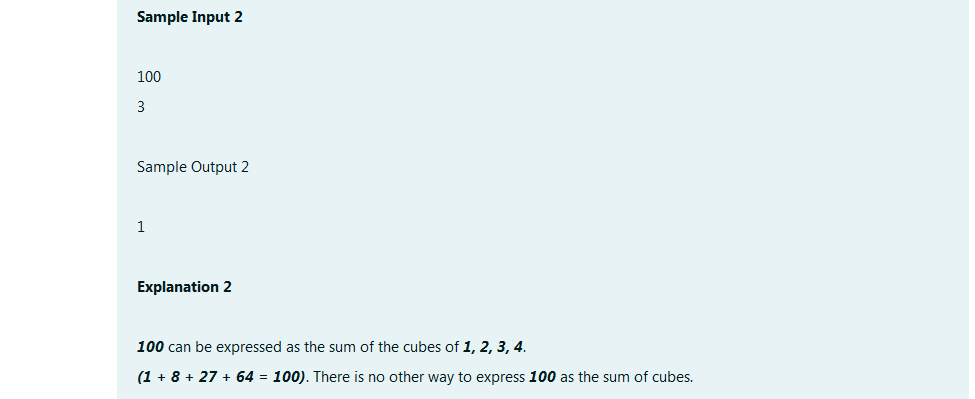 Sample Input 2
100
3
Sample Output 2
1
Explanation 2
100 can be expressed as the sum of the cubes of 1, 2, 3, 4.
(1 + 8 + 27 + 64 = 100). There is no other way to express 100 as the sum of cubes.